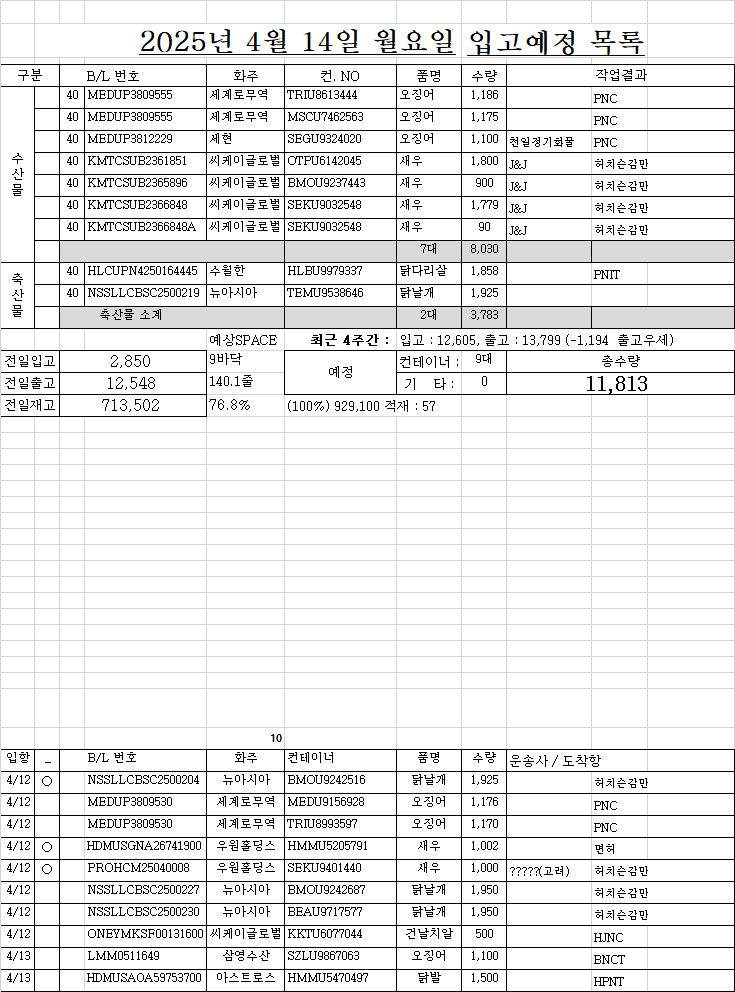 2025년 4월 14일 월요일 입고예정 목록
구분 B/L 번호 화주 컨. NO 품명 수량 작업결과
수산물
40 MEDUP3809555 세계로무역 TRIU8613444 오징어 1,186 PNC
40 MEDUP3809555 세계로무역 MSCU7462563 오징어 1,175 PNC
40 MEDUP3812229 세현 SEGU9324020 오징어 1,100 천일정기화물 PNC
40 KMTCSUB2361851 씨케이글로벌 OTPU6142045 새우 1,800 J&J 허치슨감만
40 KMTCSUB2365896 씨케이글로벌 BMOU9237443 새우 900 J&J 허치슨감만
40 KMTCSUB2366848 씨케이글로벌 SEKU9032548 새우 1,779 J&J 허치슨감만
40 KMTCSUB2366848A 씨케이글로벌 SEKU9032548 새우 90 J&J 허치슨감만
7대 8,030
축산물
40 HLCUPN4250164445 수월한 HLBU9979337 닭다리살 1,858 PNIT
40 NSSLLCBSC2500219 뉴아시아 TEMU9538646 닭날개 1,925
축산물 소계 2대 3,783
예상SPACE 최근 4주간 : 입고 : 12,605, 출고 : 13,799 (-1,194 출고우세)
전일입고 2,850 9바닥 예정 컨테이너 : 9대 총수량
전일출고 12,548 140.1줄 기 타 : 0 11,813
전일재고 713,502 76.8% (100%) 929,100 적재 : 57
10
입항 _ B/L 번호 화주 컨테이너 품명 수량 운송사 / 도착항
4/12 ○ NSSLLCBSC2500204 뉴아시아 BMOU9242516 닭날개 1,925 허치슨감만
4/12 MEDUP3809530 세계로무역 MEDU9156928 오징어 1,176 PNC
4/12 MEDUP3809530 세계로무역 TRIU8993597 오징어 1,170 PNC
4/12 ○ HDMUSGNA26741900 우원홀딩스 HMMU5205791 새우 1,002 면허
4/12 ○ PROHCM25040008 우원홀딩스 SEKU9401440 새우 1,000 ?????(고려) 허치슨감만
4/12 NSSLLCBSC2500227 뉴아시아 BMOU9242687 닭날개 1,950 허치슨감만
4/12 NSSLLCBSC2500230 뉴아시아 BEAU9717577 닭날개 1,950 허치슨감만
4/12 ONEYMKSF00131600 씨케이글로벌 KKTU6077044 건날치알 500 HJNC
4/13 LMM0511649 삼영수산 SZLU9867063 오징어 1,100 BNCT
4/13 HDMUSAOA59753700 아스트로스 HMMU5470497 닭발 1,500 HPNT